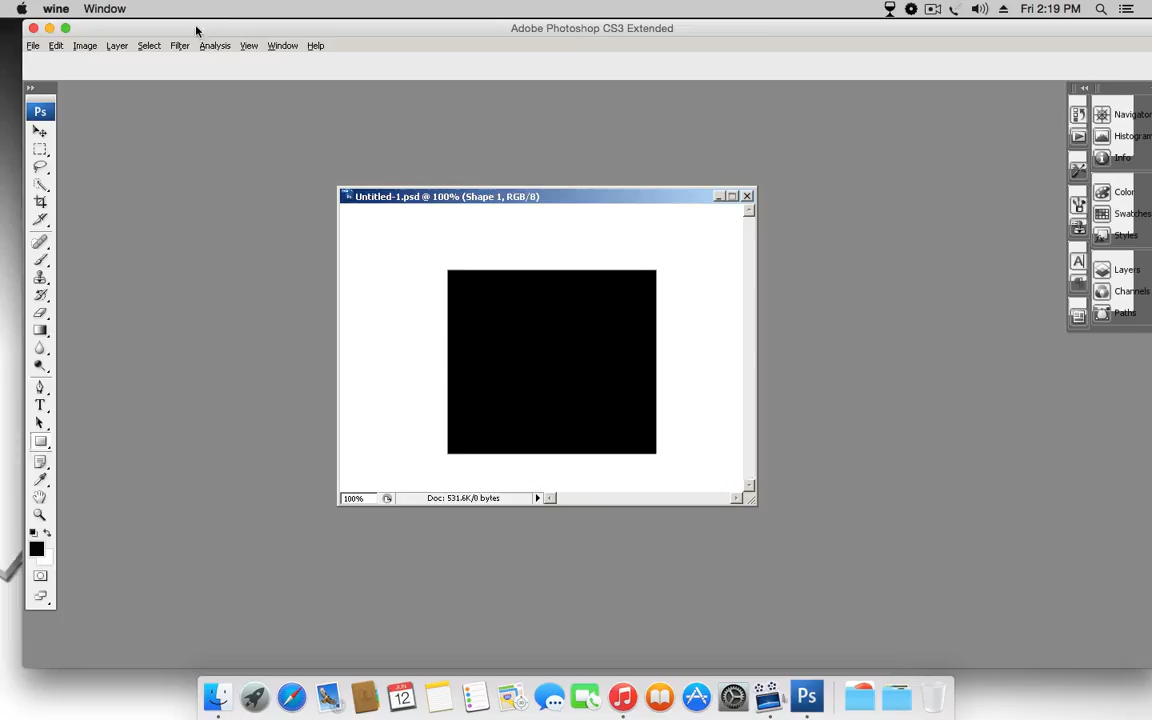 wine Window Fri 2:19 PM
Adobe Photoshop CS3 Extended
File Edit Image Layer Select Filter Analysis View Window Help
Ps
Navigator
Histogram
Info
Untitled-1.psd @ 100% (Shape 1, RGB/8)
Color
Swatches
Styles
A
Layers
Channels
Paths
T
100% Doc: 531.6K/0 bytes
JUN
12
Ps